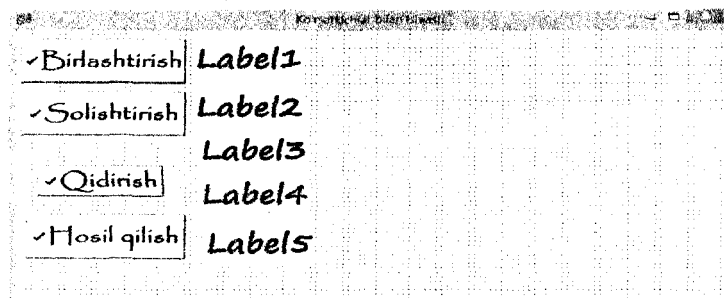 Birlashtirish Label1
Solishtirish Label2
Label3
Qidirish
Label4
Hosil qilish Label5